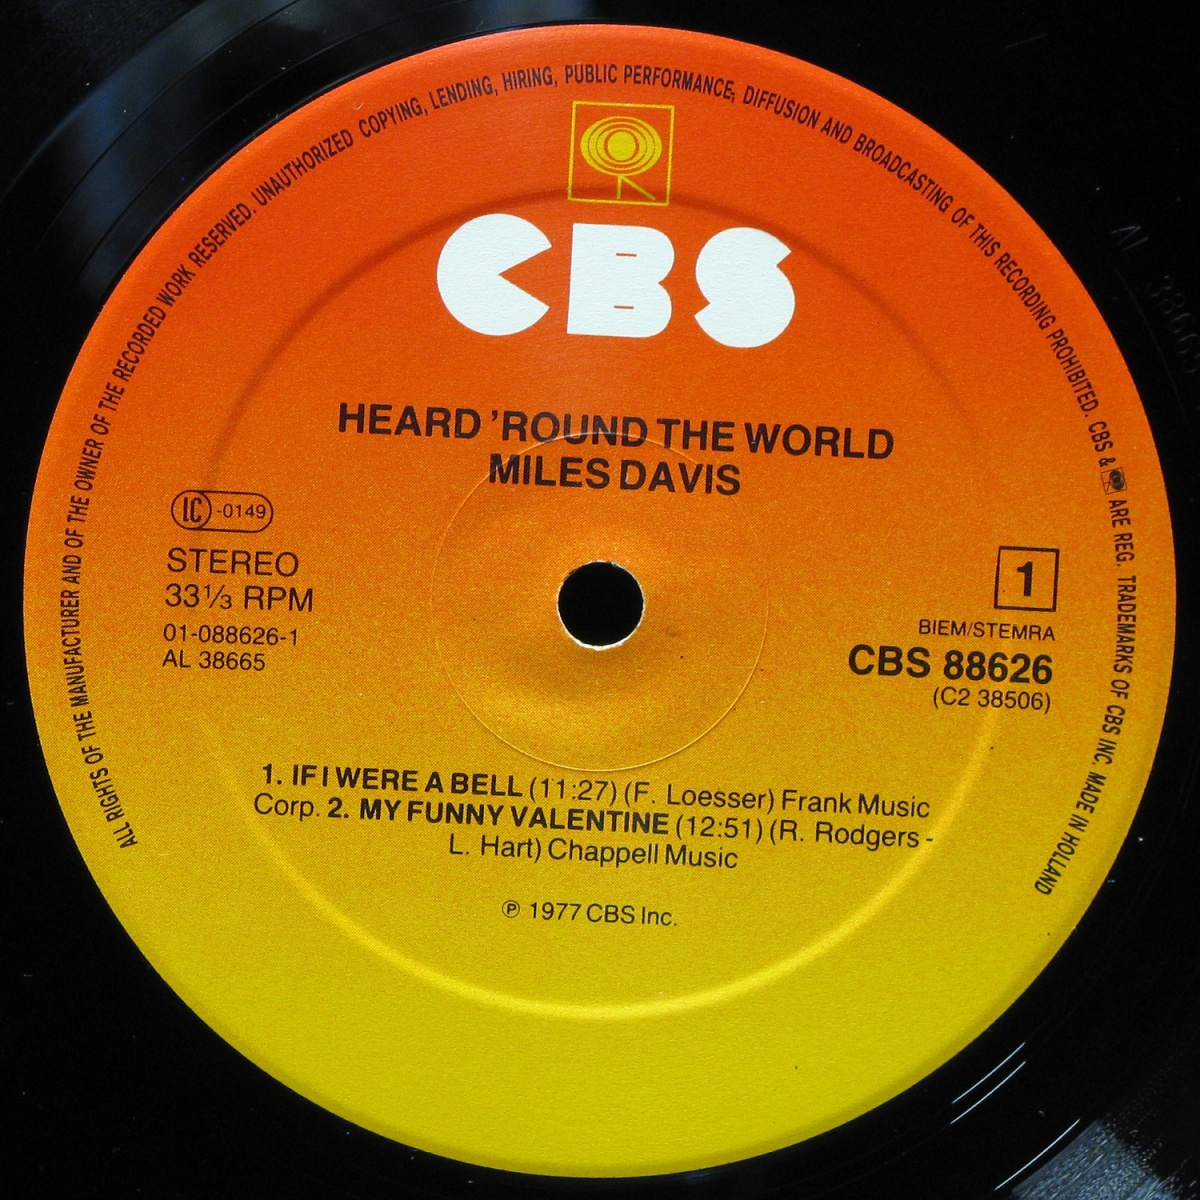 ALL RIGHTS OF THE MANUFACTURER AND OF THE OWNER OF THE RECORDED WORK RESERVED. UNAUTHORIZED COPYING, LENDING, HIRING, PUBLIC PERFORMANCE, DIFFUSION AND BROADCASTING OF THIS RECORDING PROHIBITED. CBS & ARE REG. TRADEMARKS OF CBS INC. MADE IN HOLLAND
CBS
HEARD 'ROUND THE WORLD
MILES DAVIS
LC -0149
STEREO
33⅓ RPM
01-088626-1
AL 38665
1
BIEM/STEMRA
CBS 88626
(C2 38506)
1. IF I WERE A BELL (11:27) (F. Loesser) Frank Music
Corp. 2. MY FUNNY VALENTINE (12:51) (R. Rodgers -
L. Hart) Chappell Music
℗ 1977 CBS Inc.